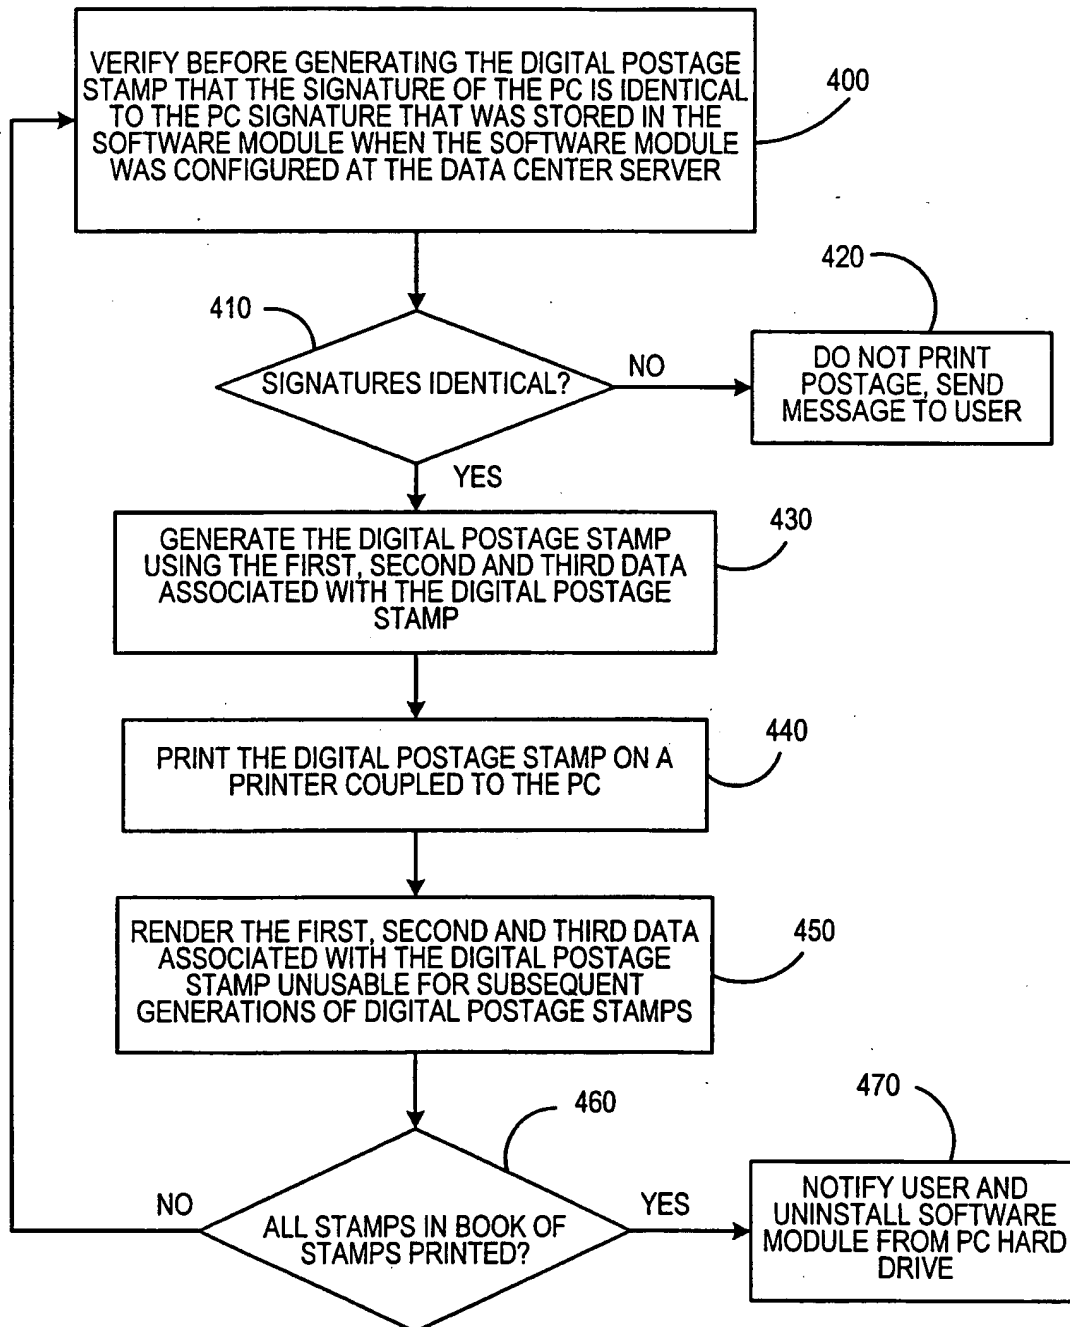 VERIFY BEFORE GENERATING THE DIGITAL POSTAGE
STAMP THAT THE SIGNATURE OF THE PC IS IDENTICAL
TO THE PC SIGNATURE THAT WAS STORED IN THE
SOFTWARE MODULE WHEN THE SOFTWARE MODULE
WAS CONFIGURED AT THE DATA CENTER SERVER
400
420
410
SIGNATURES IDENTICAL?
NO
DO NOT PRINT
POSTAGE, SEND
MESSAGE TO USER
YES
430
GENERATE THE DIGITAL POSTAGE STAMP
USING THE FIRST, SECOND AND THIRD DATA
ASSOCIATED WITH THE DIGITAL POSTAGE
STAMP
440
PRINT THE DIGITAL POSTAGE STAMP ON A
PRINTER COUPLED TO THE PC
450
RENDER THE FIRST, SECOND AND THIRD DATA
ASSOCIATED WITH THE DIGITAL POSTAGE
STAMP UNUSABLE FOR SUBSEQUENT
GENERATIONS OF DIGITAL POSTAGE STAMPS
460
470
NO
ALL STAMPS IN BOOK OF
STAMPS PRINTED?
YES
NOTIFY USER AND
UNINSTALL SOFTWARE
MODULE FROM PC HARD
DRIVE